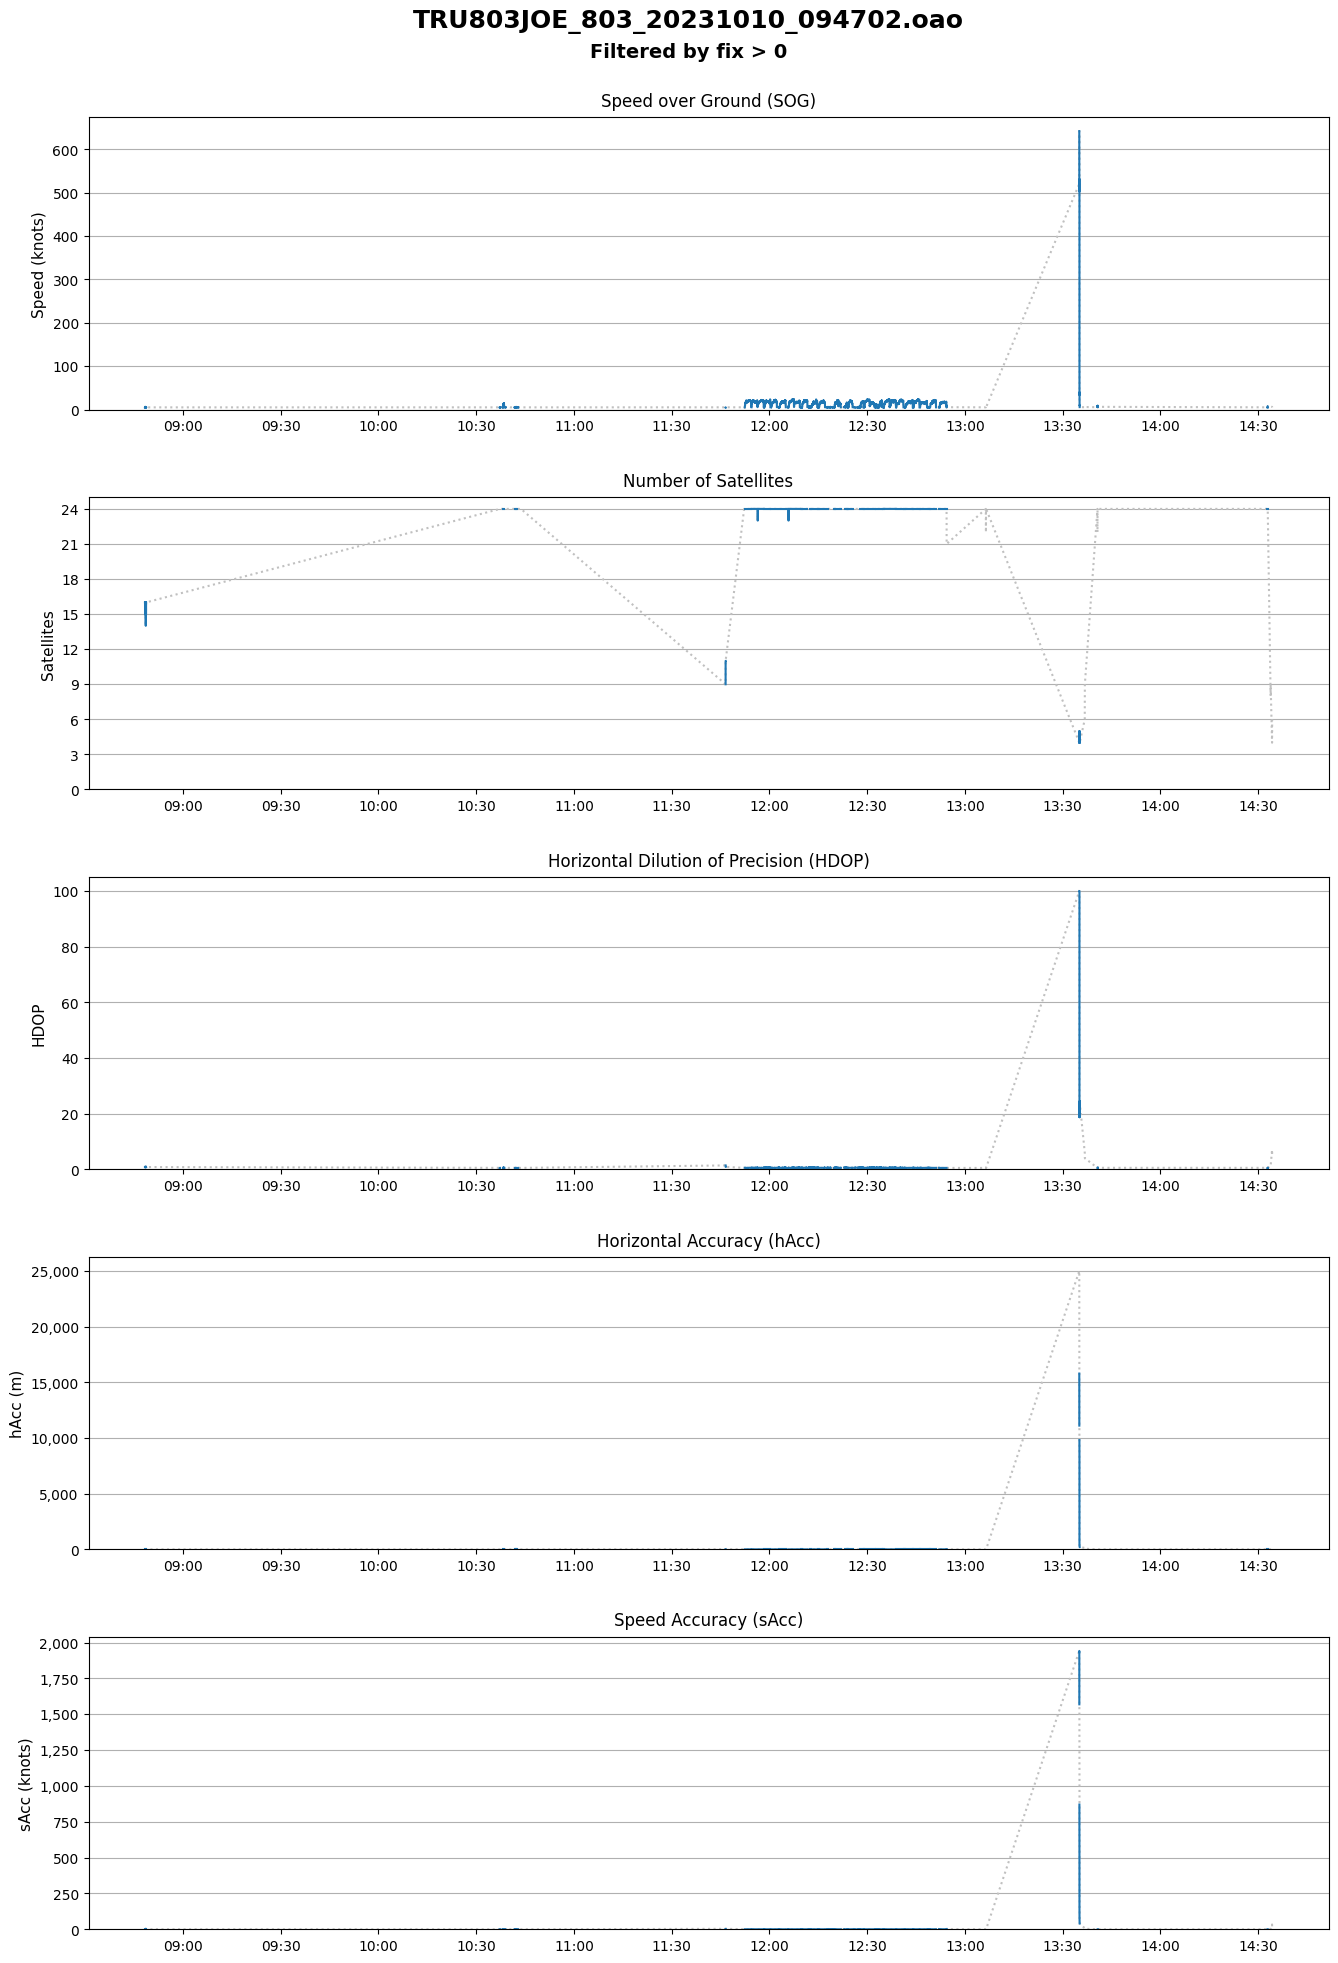 TRU803JOE_803_20231010_094702.oao
Filtered by fix > 0
Speed over Ground (SOG)
Speed (knots)
600
500
400
300
200
100
0
09:00 09:30 10:00 10:30 11:00 11:30 12:00 12:30 13:00 13:30 14:00 14:30
Number of Satellites
Satellites
24
21
18
15
12
9
6
3
0
09:00 09:30 10:00 10:30 11:00 11:30 12:00 12:30 13:00 13:30 14:00 14:30
Horizontal Dilution of Precision (HDOP)
HDOP
100
80
60
40
20
0
09:00 09:30 10:00 10:30 11:00 11:30 12:00 12:30 13:00 13:30 14:00 14:30
Horizontal Accuracy (hAcc)
hAcc (m)
25,000
20,000
15,000
10,000
5,000
0
09:00 09:30 10:00 10:30 11:00 11:30 12:00 12:30 13:00 13:30 14:00 14:30
Speed Accuracy (sAcc)
sAcc (knots)
2,000
1,750
1,500
1,250
1,000
750
500
250
0
09:00 09:30 10:00 10:30 11:00 11:30 12:00 12:30 13:00 13:30 14:00 14:30